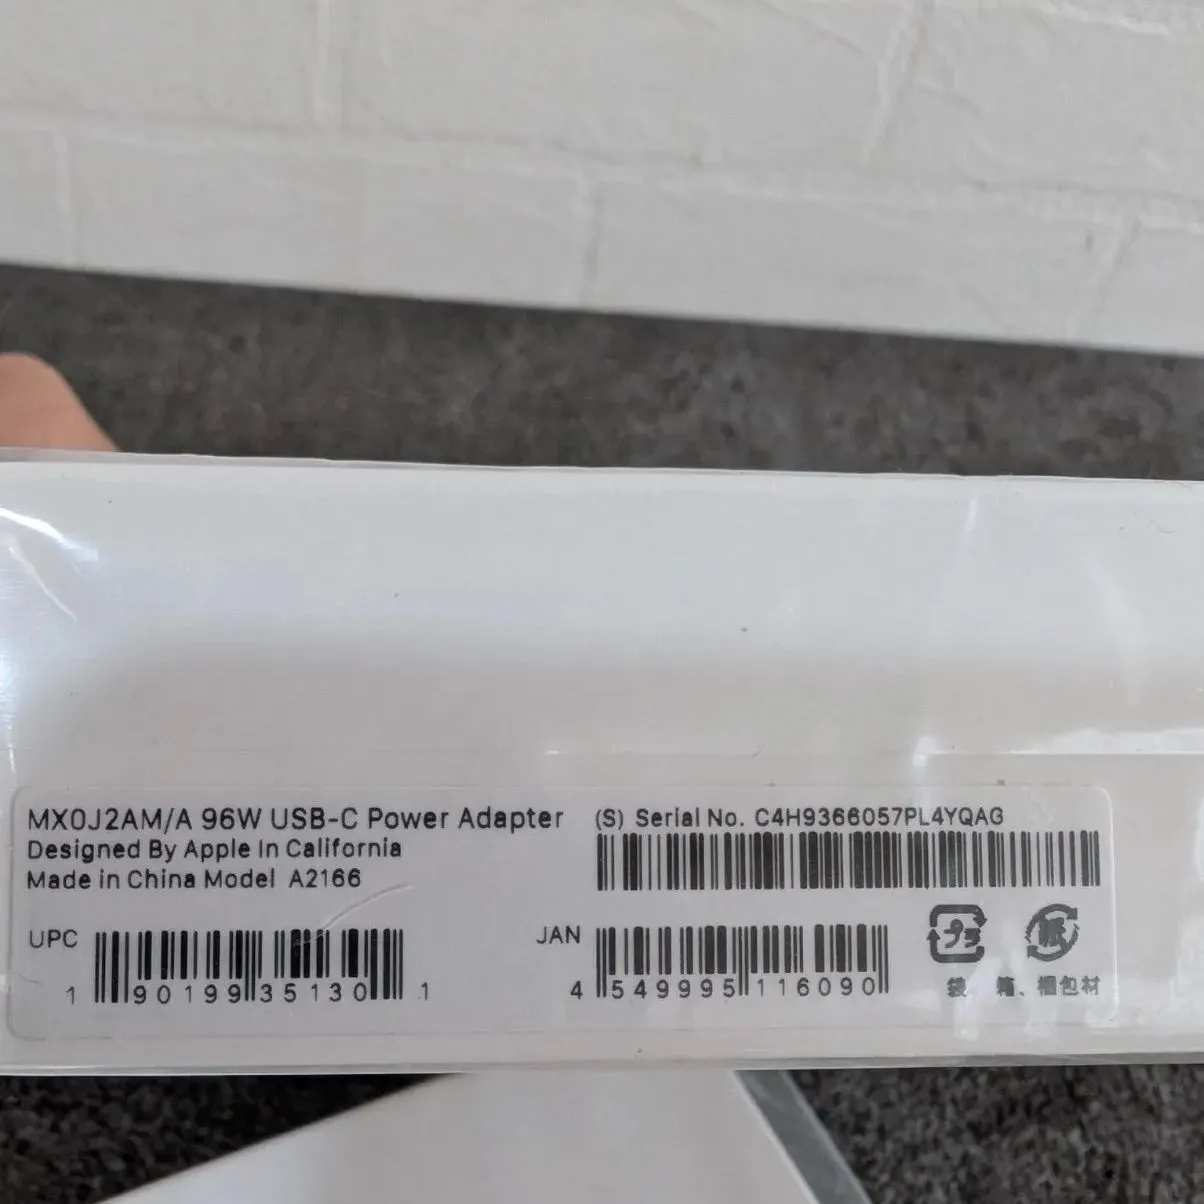 MX0J2AM/A 96W USB-C Power Adapter
Designed By Apple In California
Made in China Model A2166
(S) Serial No. C4H9366057PL4YQAG
UPC
1 90199 35130 1
JAN
4 549995 116090
プラ
紙
袋、箱、梱包材